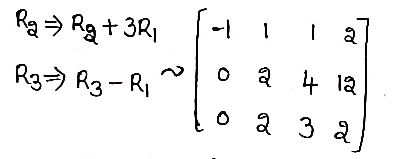 R₂ ⇒ R₂ + 3R₁
R₃ ⇒ R₃ - R₁ ~
-1 1 1 2
0 2 4 12
0 2 3 2